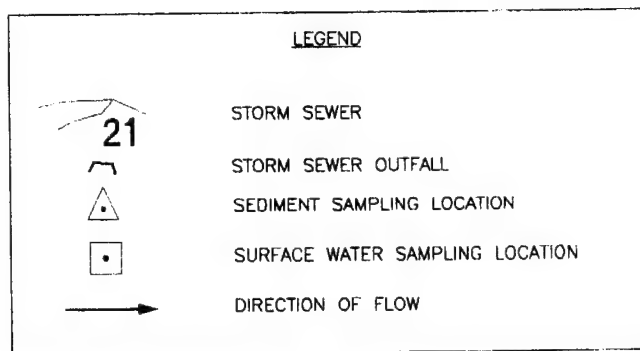 LEGEND
STORM SEWER
21
STORM SEWER OUTFALL
SEDIMENT SAMPLING LOCATION
SURFACE WATER SAMPLING LOCATION
DIRECTION OF FLOW